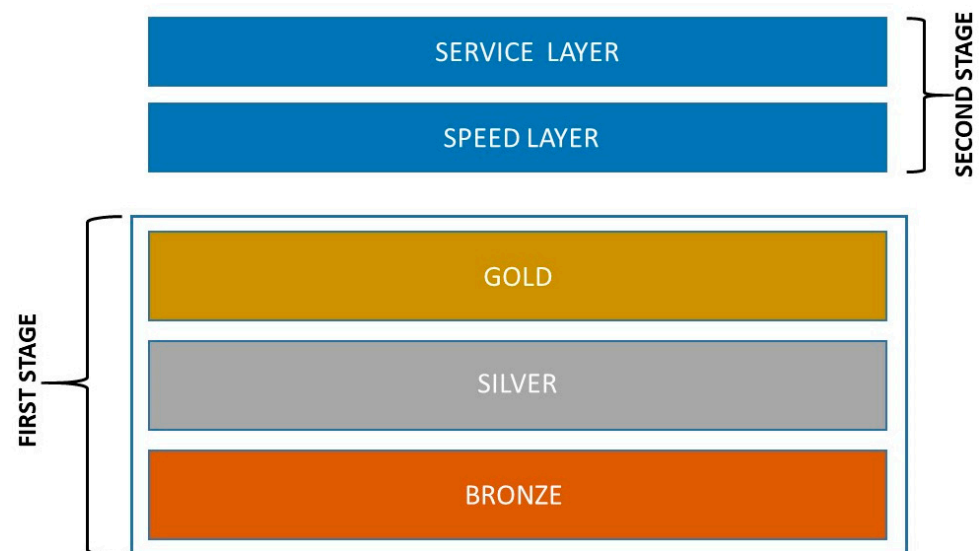 SERVICE LAYER
SPEED LAYER
SECOND STAGE
GOLD
SILVER
BRONZE
FIRST STAGE